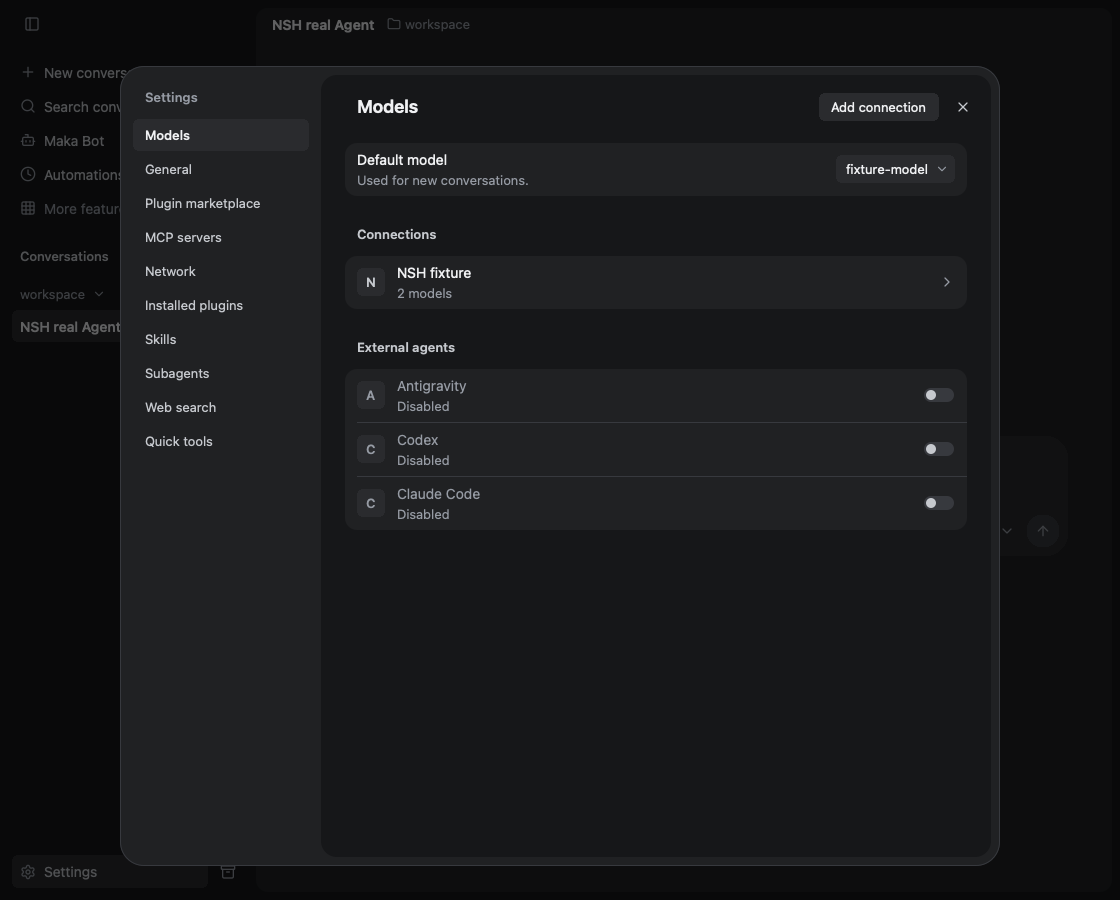 NSH real Agent
workspace
New convers
Search conv
Maka Bot
Automations
More featur
Conversations
workspace
NSH real Agent
Settings
Settings
Models
General
Plugin marketplace
MCP servers
Network
Installed plugins
Skills
Subagents
Web search
Quick tools
Models
Add connection
Default model
Used for new conversations.
fixture-model
Connections
N
NSH fixture
2 models
External agents
A
Antigravity
Disabled
C
Codex
Disabled
C
Claude Code
Disabled